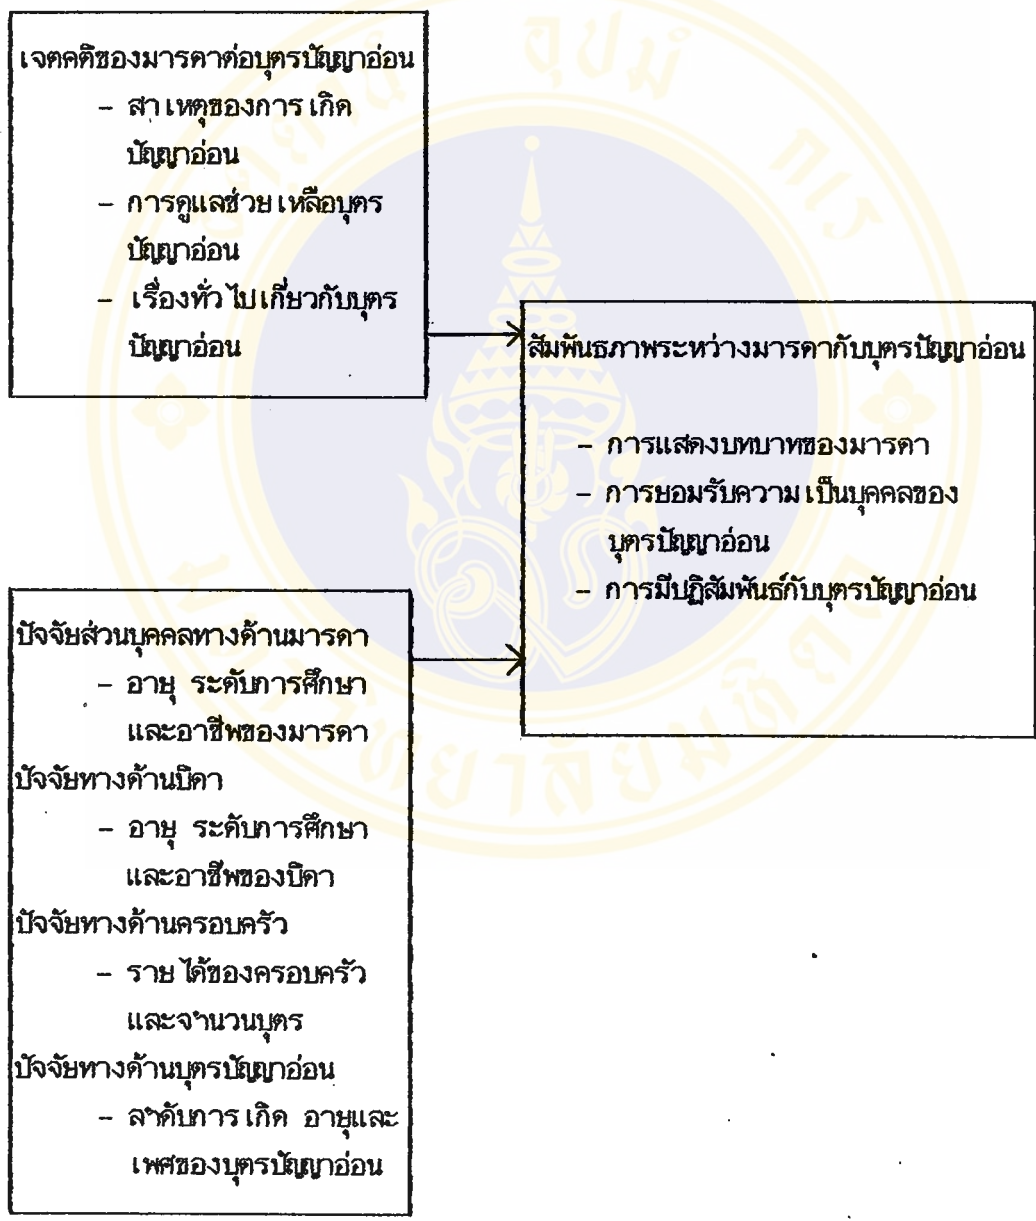 เจตคติของมารดาต่อบุตรปัญญาอ่อน
– สาเหตุของการเกิด
ปัญญาอ่อน
– การดูแลช่วยเหลือบุตร
ปัญญาอ่อน
– เรื่องทั่วไปเกี่ยวกับบุตร
ปัญญาอ่อน
สัมพันธภาพระหว่างมารดากับบุตรปัญญาอ่อน
– การแสดงบทบาทของมารดา
– การยอมรับความเป็นบุคคลของ
บุตรปัญญาอ่อน
– การมีปฏิสัมพันธ์กับบุตรปัญญาอ่อน
ปัจจัยส่วนบุคคลทางด้านมารดา
– อายุ ระดับการศึกษา
และอาชีพของมารดา
ปัจจัยทางด้านบิดา
– อายุ ระดับการศึกษา
และอาชีพของบิดา
ปัจจัยทางด้านครอบครัว
– รายได้ของครอบครัว
และจำนวนบุตร
ปัจจัยทางด้านบุตรปัญญาอ่อน
– ลำดับการเกิด อายุและ
เพศของบุตรปัญญาอ่อน